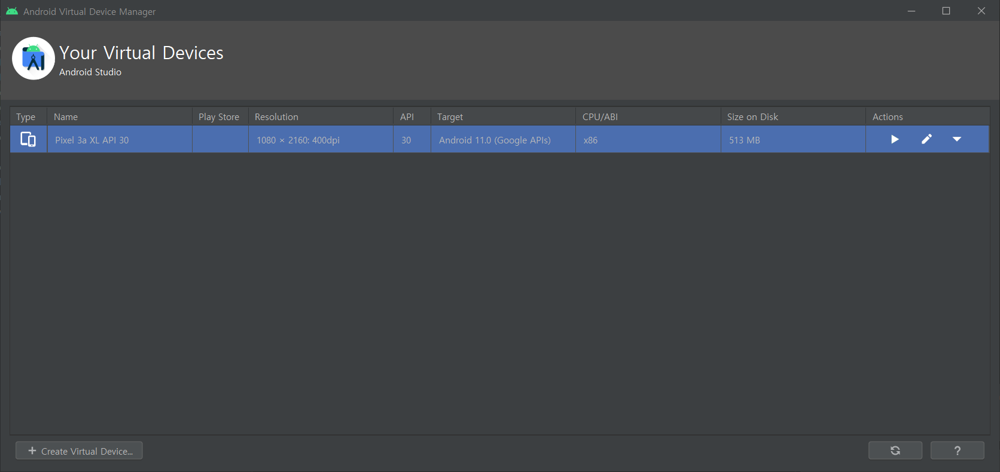 Android Virtual Device Manager
Your Virtual Devices
Android Studio
Type Name Play Store Resolution API Target CPU/ABI Size on Disk Actions
Pixel 3a XL API 30 1080 × 2160: 400dpi 30 Android 11.0 (Google APIs) x86 513 MB
+ Create Virtual Device... ?